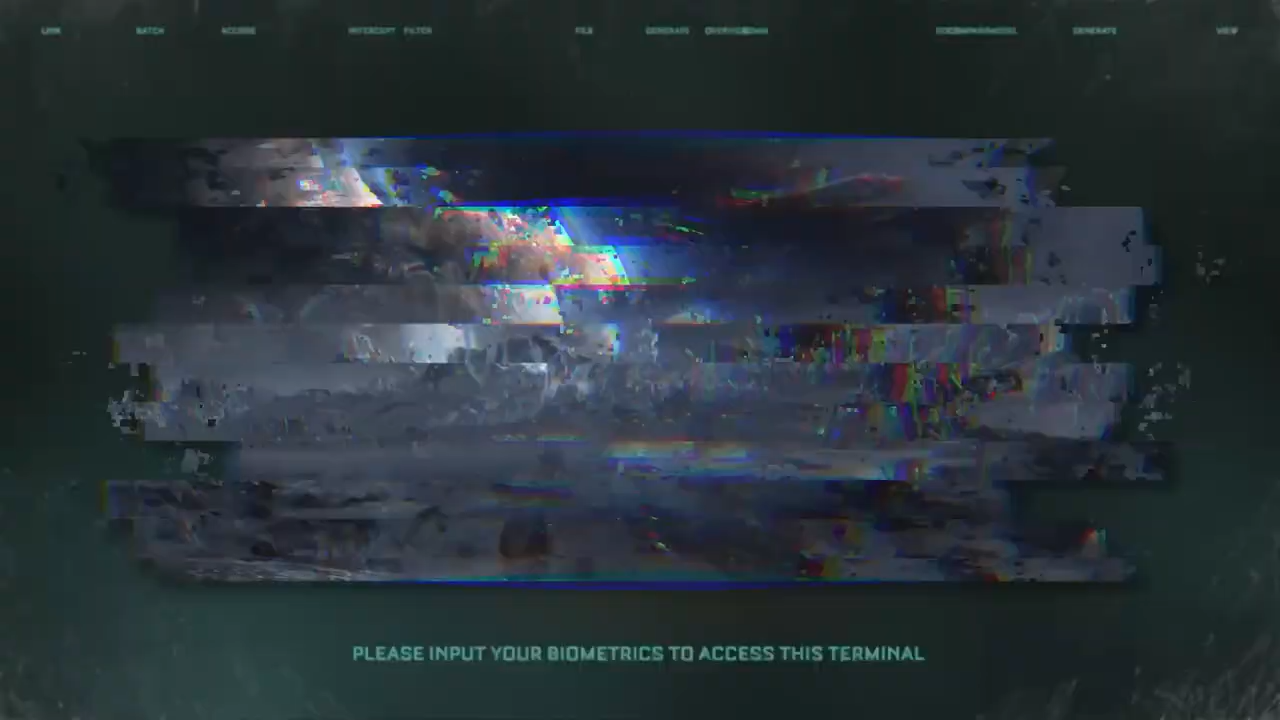 LINK BATCH ACCESS INTERCEPT FILTER FILE GENERATE GENERATE VIEW
PLEASE INPUT YOUR BIOMETRICS TO ACCESS THIS TERMINAL